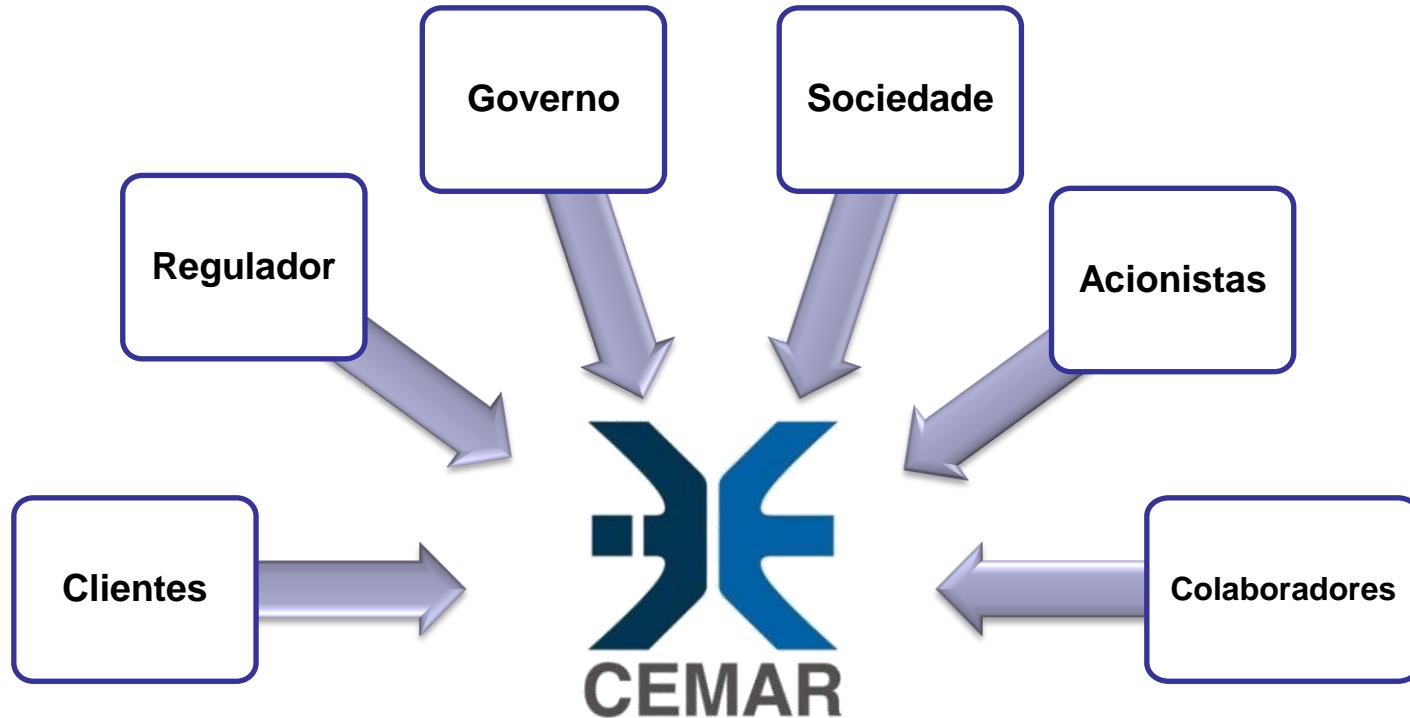 Governo
Sociedade
Regulador
Acionistas
Clientes
Colaboradores
CEMAR